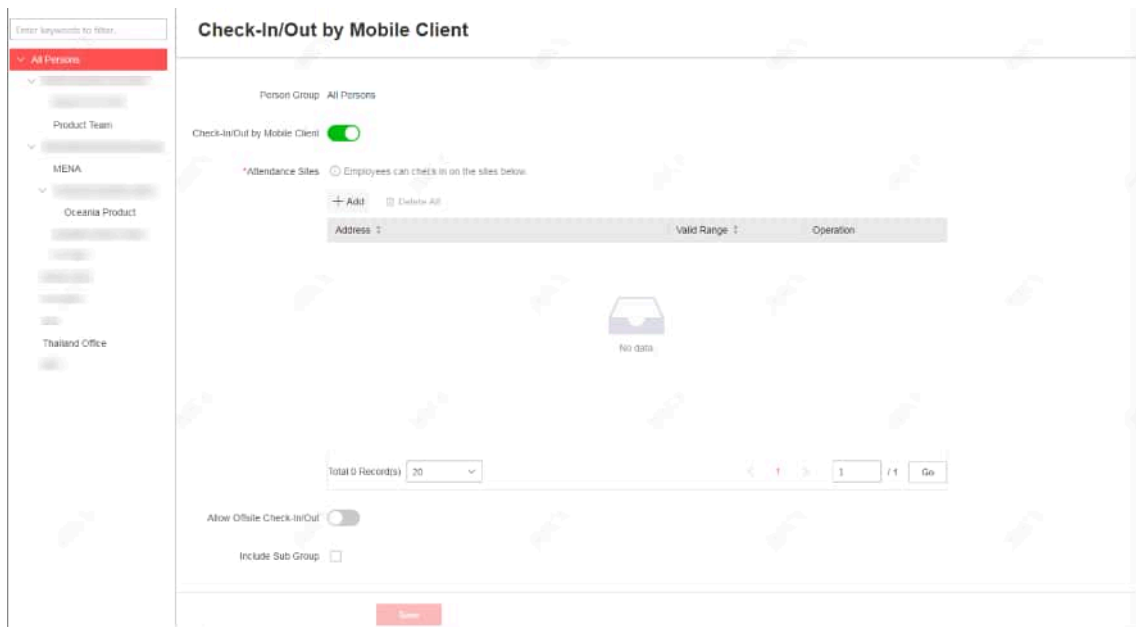 Enter keywords to filter.
Check-In/Out by Mobile Client
All Persons
Person Group All Persons
Product Team
Check-In/Out by Mobile Client
MENA
*Attendance Sites Employees can check in on the sites below.
Add Delete All
Oceania Product
Address Valid Range Operation
No data
Thailand Office
Total 0 Record(s) 20 < 1 > 1 / 1 Go
Allow Offsite Check-In/Out
Include Sub Group
Save